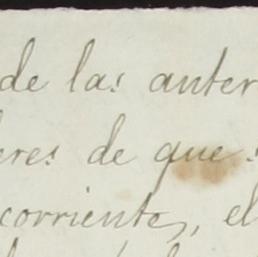 de las anter
eres de que s
corriente, el